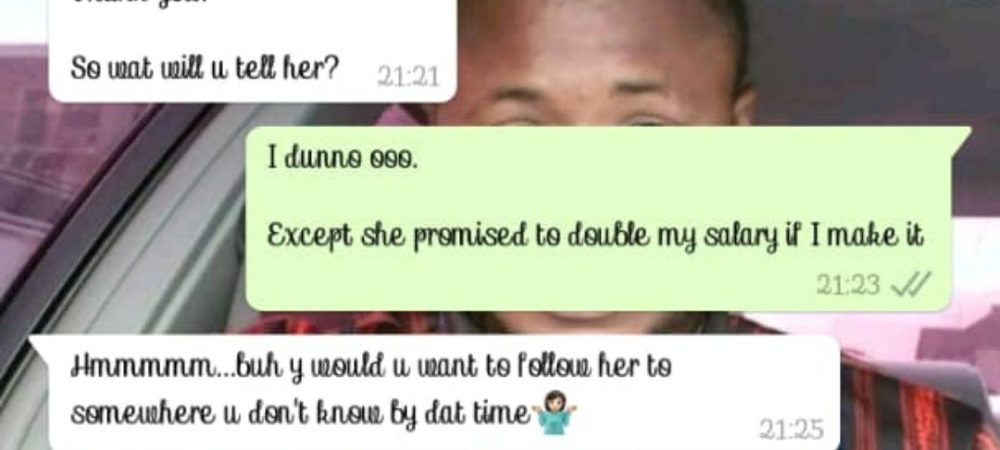 So wat will u tell her? 21:21
I dunno ooo.
Except she promised to double my salary if I make it
21:23
Hmmmmm...buh y would u want to follow her to
somewhere u don't know by dat time🤷🏻‍♀️
21:25